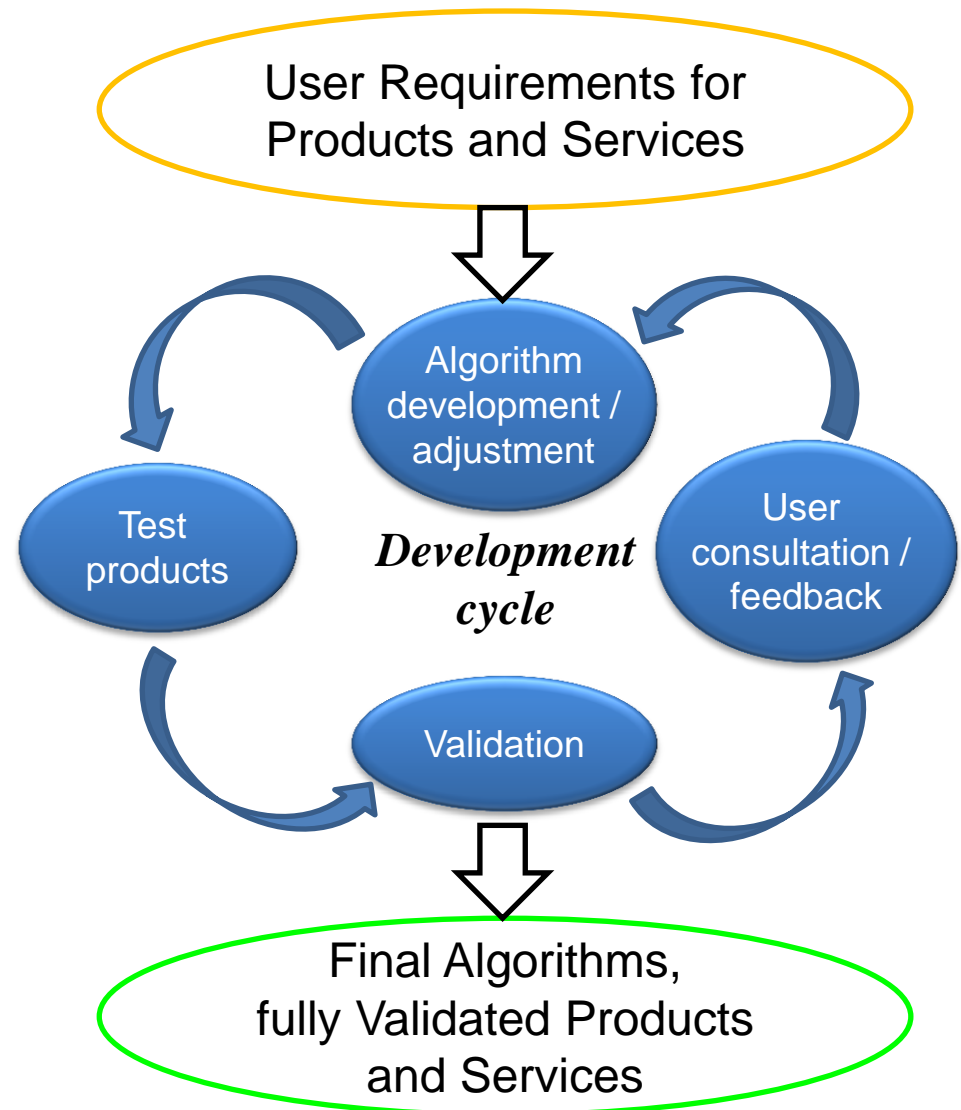 User Requirements for
Products and Services
Algorithm
development /
adjustment
Test
products
Development
cycle
User
consultation /
feedback
Validation
Final Algorithms,
fully Validated Products
and Services